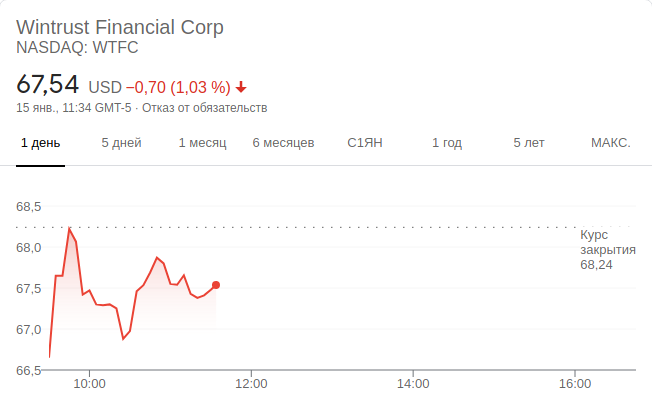 Wintrust Financial Corp
NASDAQ: WTFC
67,54 USD −0,70 (1,03 %)
15 янв., 11:34 GMT-5 · Отказ от обязательств
1 день 5 дней 1 месяц 6 месяцев С1ЯН 1 год 5 лет МАКС.
68,5
68,0
67,5
67,0
66,5
Курс
закрытия
68,24
10:00 12:00 14:00 16:00